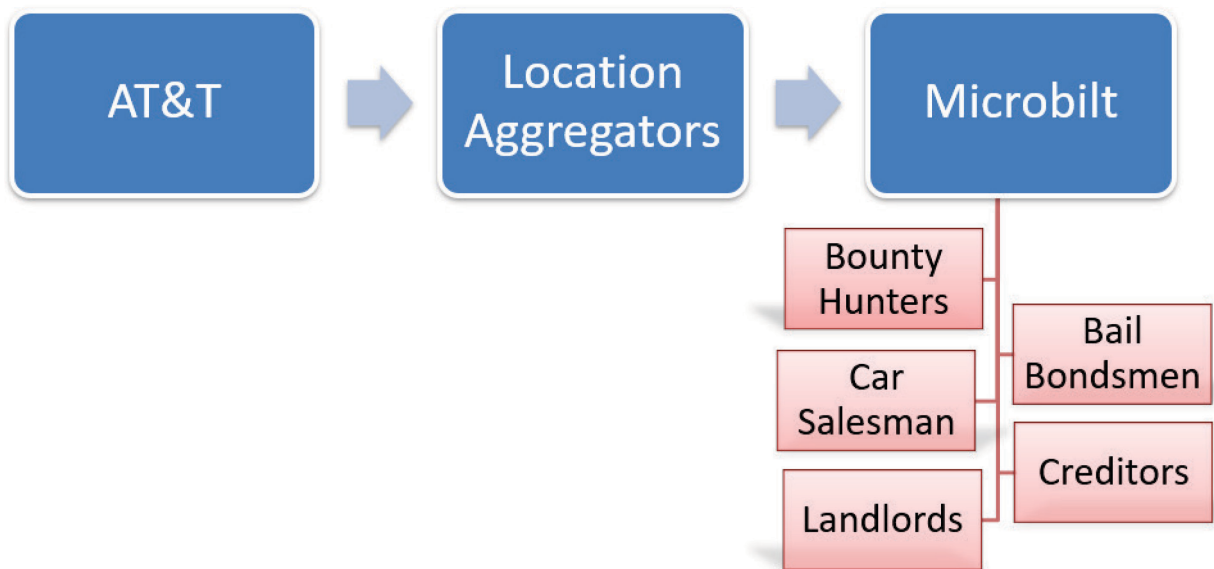 AT&T
Location
Aggregators
Microbilt
Bounty
Hunters
Bail
Bondsmen
Car
Salesman
Creditors
Landlords